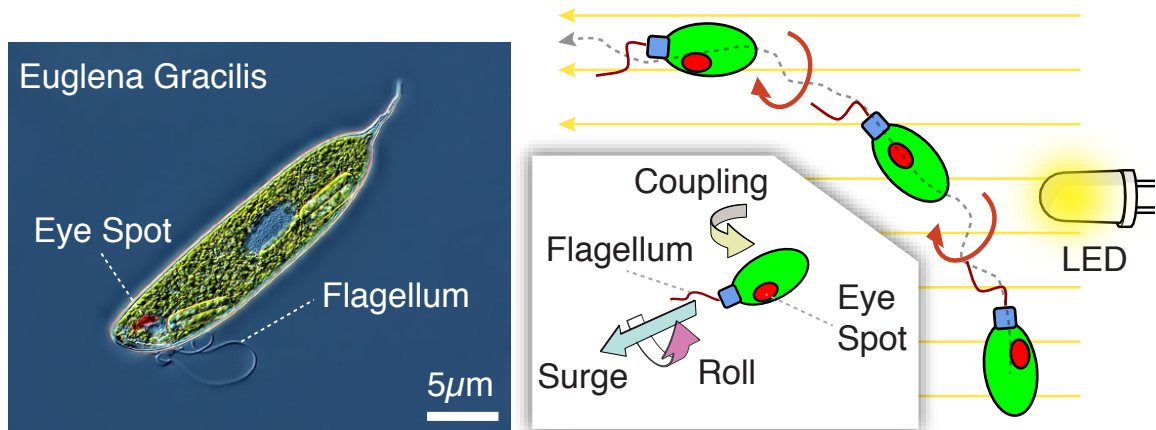 Euglena Gracilis
Eye Spot
Flagellum
5µm
Coupling
Flagellum
Eye
Spot
Surge
Roll
LED